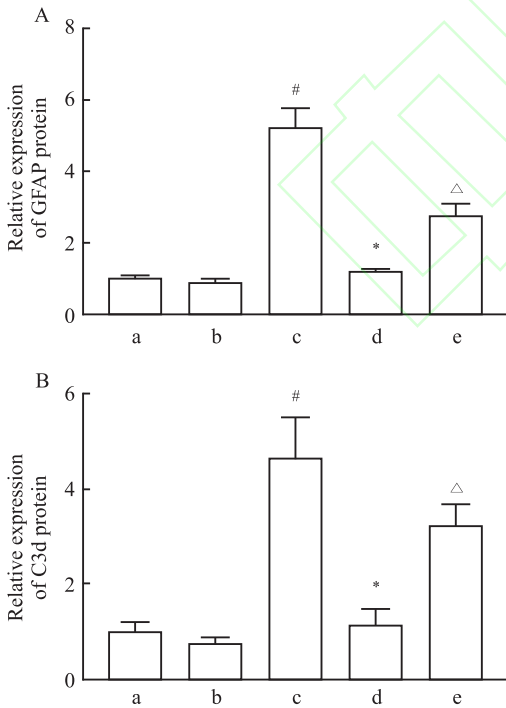 A
Relative expression
of GFAP protein
8
6
4
2
0
#
*
△
a b c d e
B
Relative expression
of C3d protein
6
4
2
0
#
*
△
a b c d e